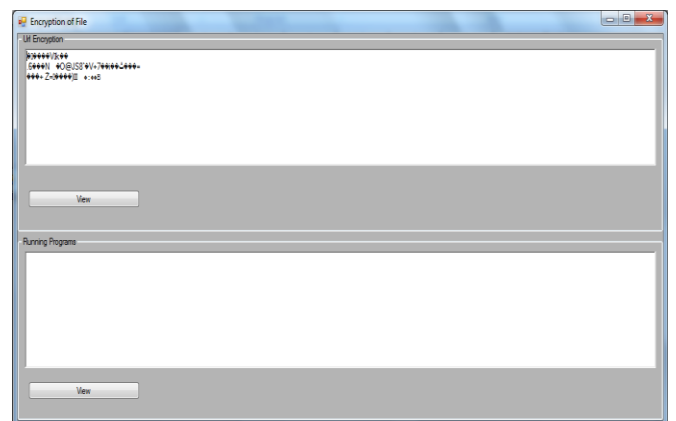 Encryption of File
Url Encryption
View
Running Programs
View